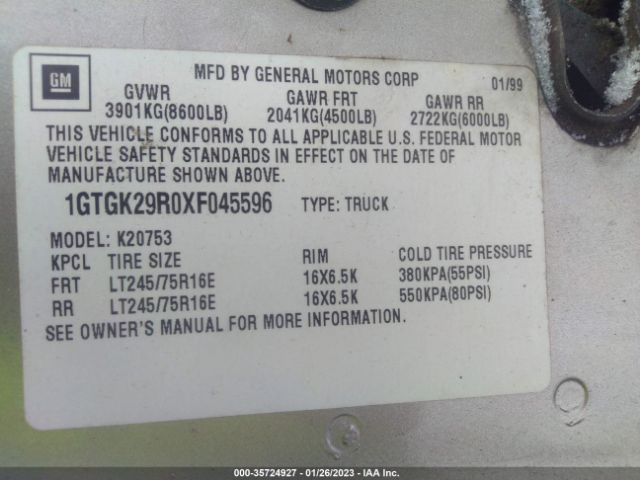 GM
MFD BY GENERAL MOTORS CORP 01/99
GVWR GAWR FRT GAWR RR
3901KG(8600LB) 2041KG(4500LB) 2722KG(6000LB)
THIS VEHICLE CONFORMS TO ALL APPLICABLE U.S. FEDERAL MOTOR
VEHICLE SAFETY STANDARDS IN EFFECT ON THE DATE OF
MANUFACTURE SHOWN ABOVE.
1GTGK29R0XF045596 TYPE: TRUCK
MODEL: K20753
KPCL TIRE SIZE RIM COLD TIRE PRESSURE
FRT LT245/75R16E 16X6.5K 380KPA(55PSI)
RR LT245/75R16E 16X6.5K 550KPA(80PSI)
SEE OWNER'S MANUAL FOR MORE INFORMATION.
000-35724927 - 01/26/2023 - IAA Inc.